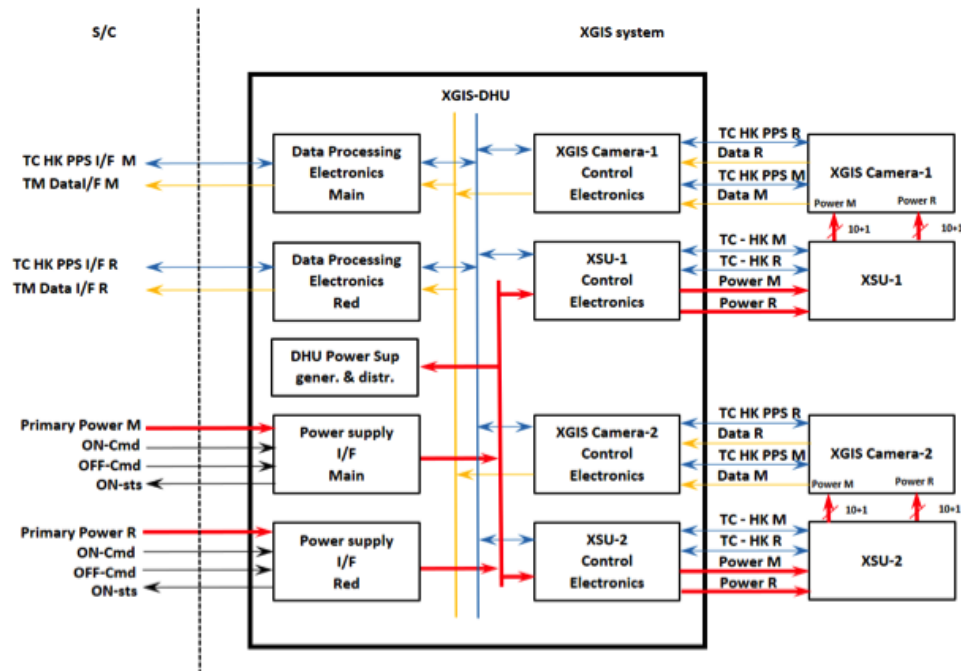 S/C
XGIS system
XGIS-DHU
TC HK PPS I/F M
TM DataI/F M
Data Processing
Electronics
Main
XGIS Camera-1
Control
Electronics
TC HK PPS R
Data R
TC HK PPS M
Data M
XGIS Camera-1
Power M
Power R
10+1
10+1
TC HK PPS I/F R
TM Data I/F R
Data Processing
Electronics
Red
XSU-1
Control
Electronics
TC - HK M
TC - HK R
Power M
Power R
XSU-1
DHU Power Sup
gener. & distr.
Primary Power M
ON-Cmd
OFF-Cmd
ON-sts
Power supply
I/F
Main
XGIS Camera-2
Control
Electronics
TC HK PPS R
Data R
TC HK PPS M
Data M
XGIS Camera-2
Power M
Power R
10+1
10+1
Primary Power R
ON-Cmd
OFF-Cmd
ON-sts
Power supply
I/F
Red
XSU-2
Control
Electronics
TC - HK M
TC - HK R
Power M
Power R
XSU-2